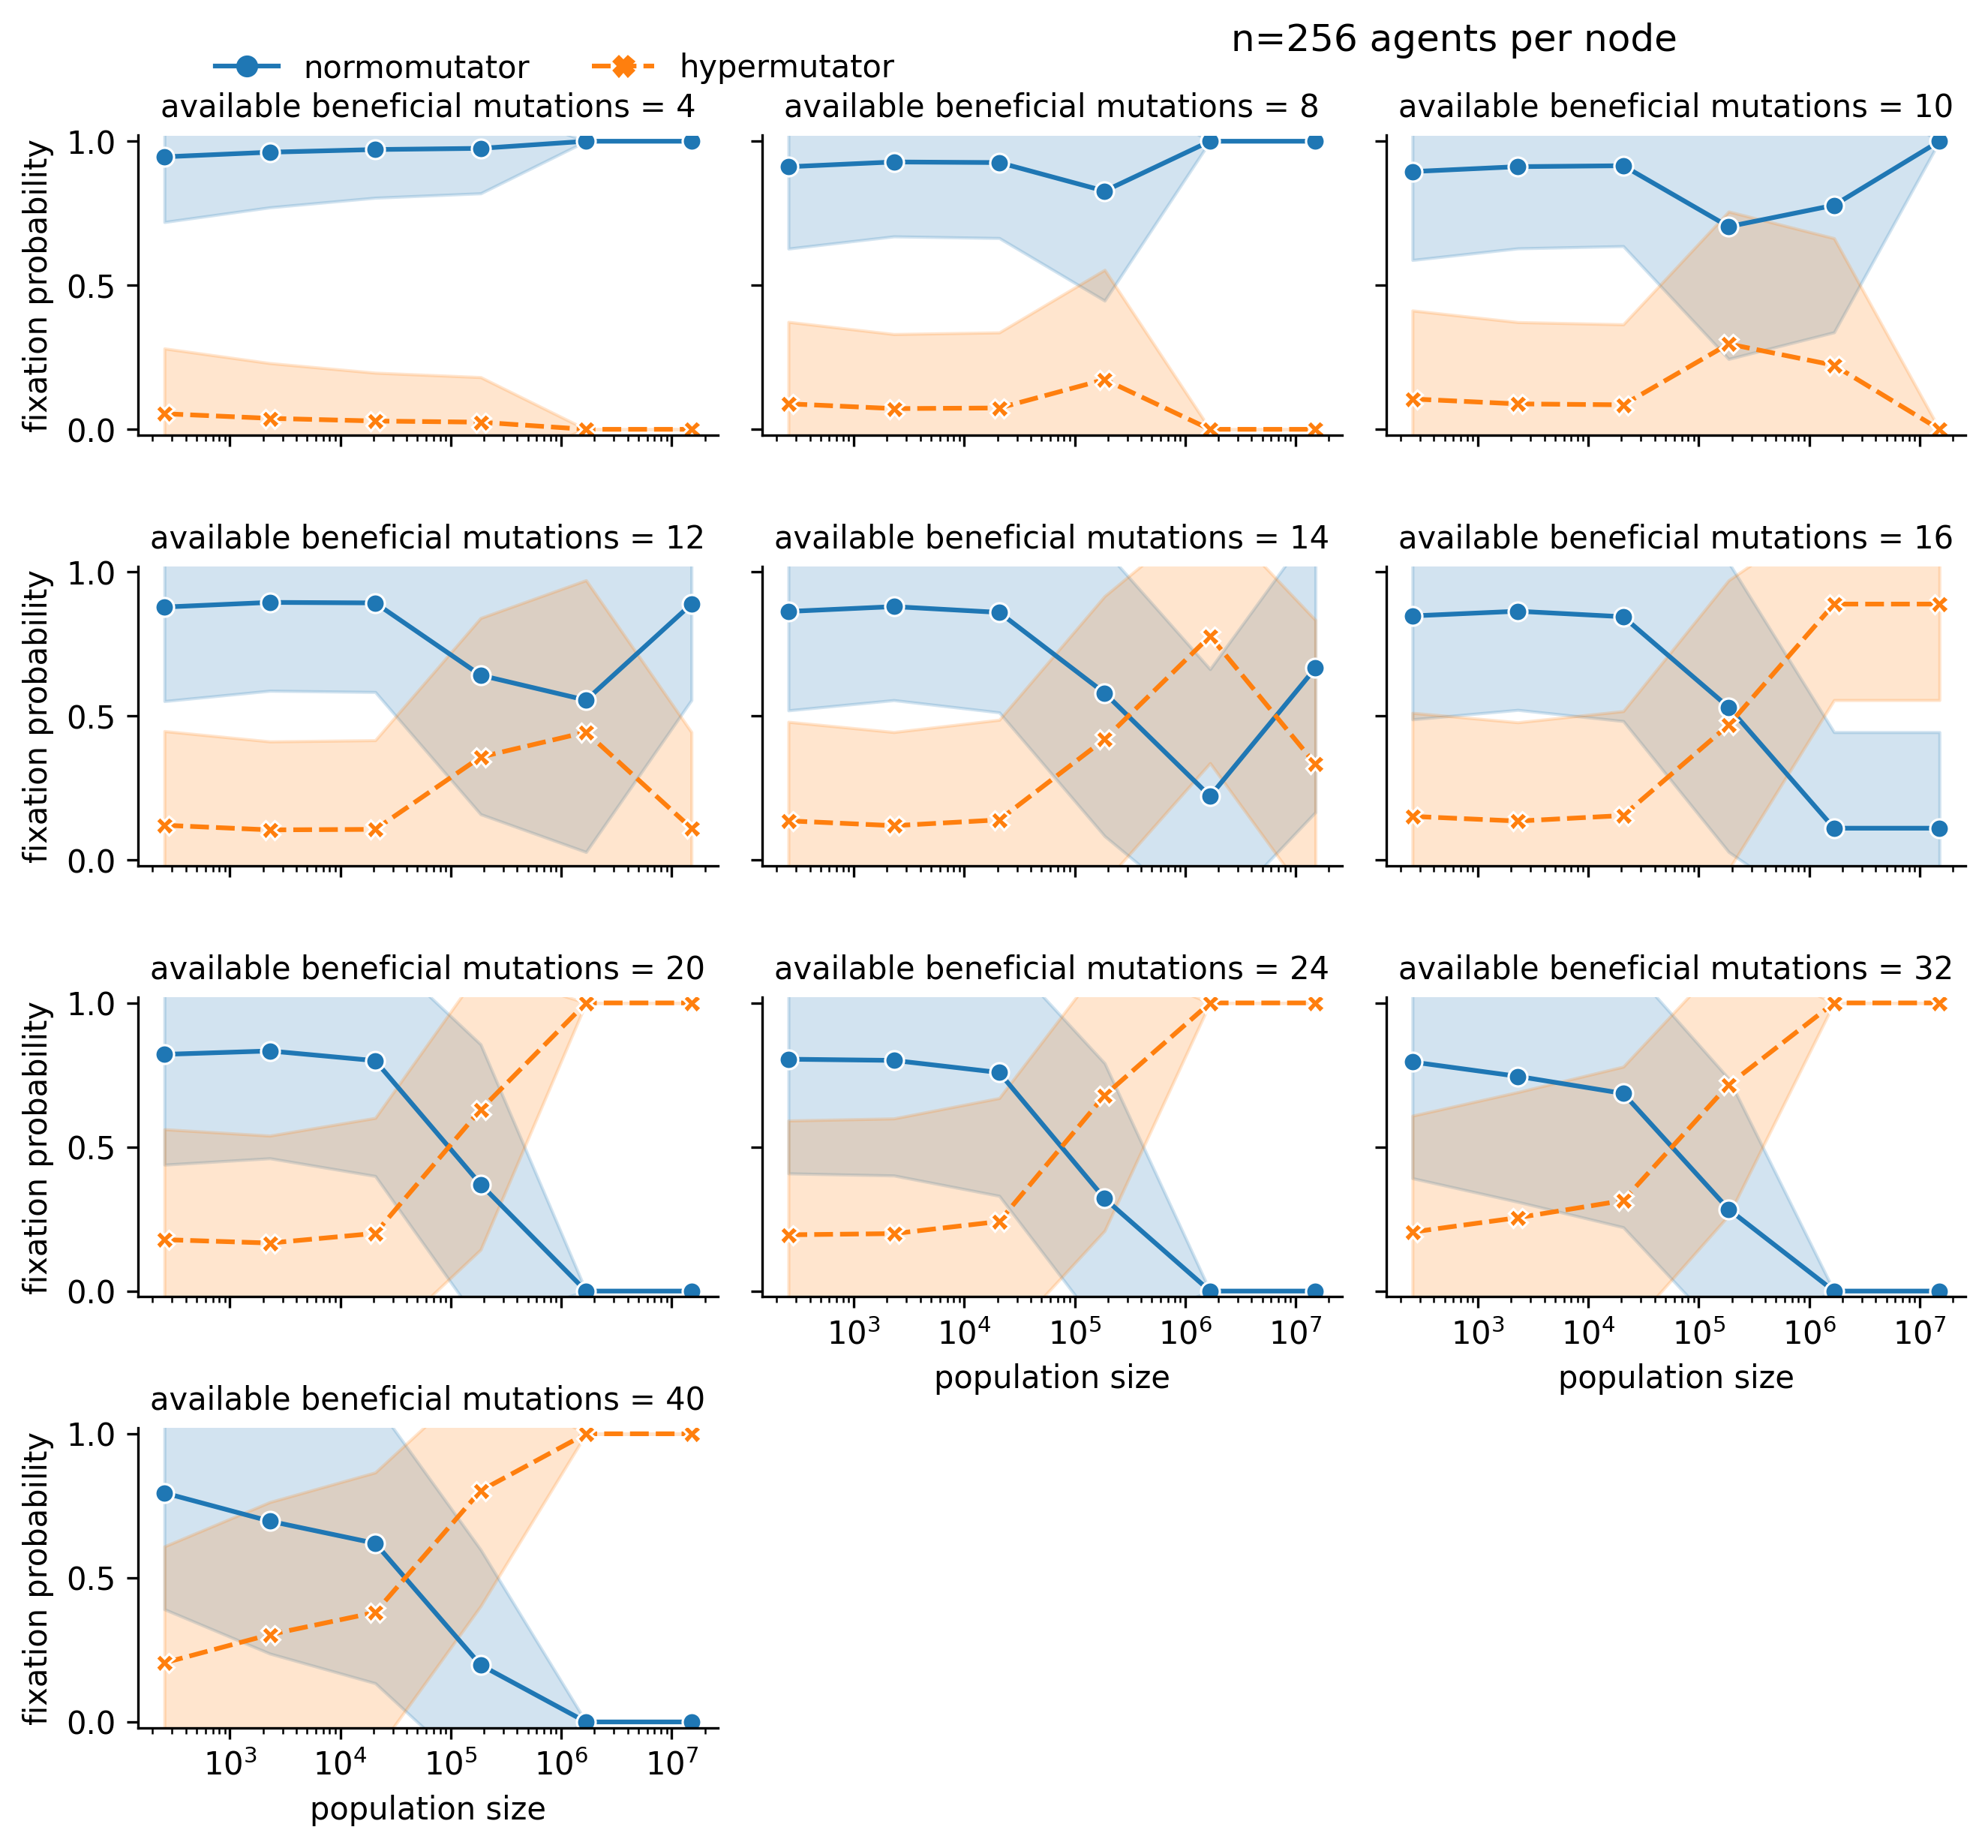 n=256 agents per node
normomutator hypermutator
available beneficial mutations = 4
available beneficial mutations = 8
available beneficial mutations = 10
fixation probability
1.0
0.5
0.0
available beneficial mutations = 12
available beneficial mutations = 14
available beneficial mutations = 16
fixation probability
1.0
0.5
0.0
available beneficial mutations = 20
available beneficial mutations = 24
available beneficial mutations = 32
fixation probability
1.0
0.5
0.0
10³ 10⁴ 10⁵ 10⁶ 10⁷
population size
10³ 10⁴ 10⁵ 10⁶ 10⁷
population size
available beneficial mutations = 40
fixation probability
1.0
0.5
0.0
10³ 10⁴ 10⁵ 10⁶ 10⁷
population size